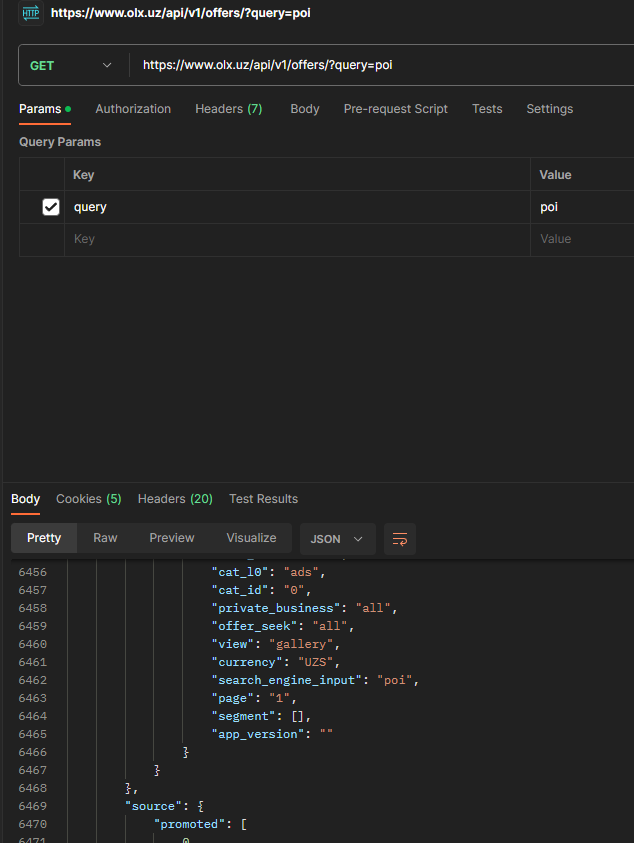 HTTP https://www.olx.uz/api/v1/offers/?query=poi
GET https://www.olx.uz/api/v1/offers/?query=poi
Params Authorization Headers (7) Body Pre-request Script Tests Settings
Query Params
Key Value
query poi
Key Value
Body Cookies (5) Headers (20) Test Results
Pretty Raw Preview Visualize JSON
6456 "cat_l0": "ads",
6457 "cat_id": "0",
6458 "private_business": "all",
6459 "offer_seek": "all",
6460 "view": "gallery",
6461 "currency": "UZS",
6462 "search_engine_input": "poi",
6463 "page": "1",
6464 "segment": [],
6465 "app_version": ""
6466 }
6467 }
6468 },
6469 "source": {
6470 "promoted": [
6471 0